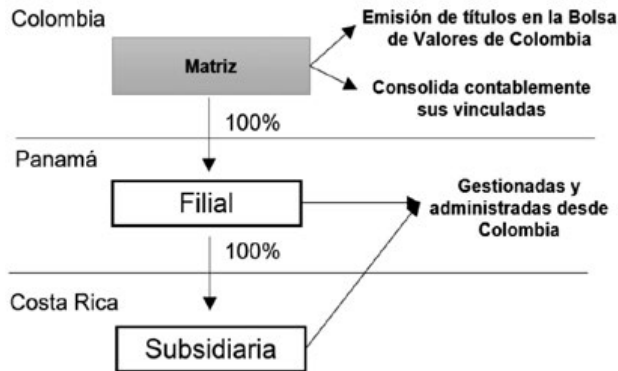 Colombia
Emisión de títulos en la Bolsa
de Valores de Colombia
Matriz
Consolida contablemente
sus vinculadas
100%
Panamá
Filial
Gestionadas y
administradas desde
Colombia
100%
Costa Rica
Subsidiaria